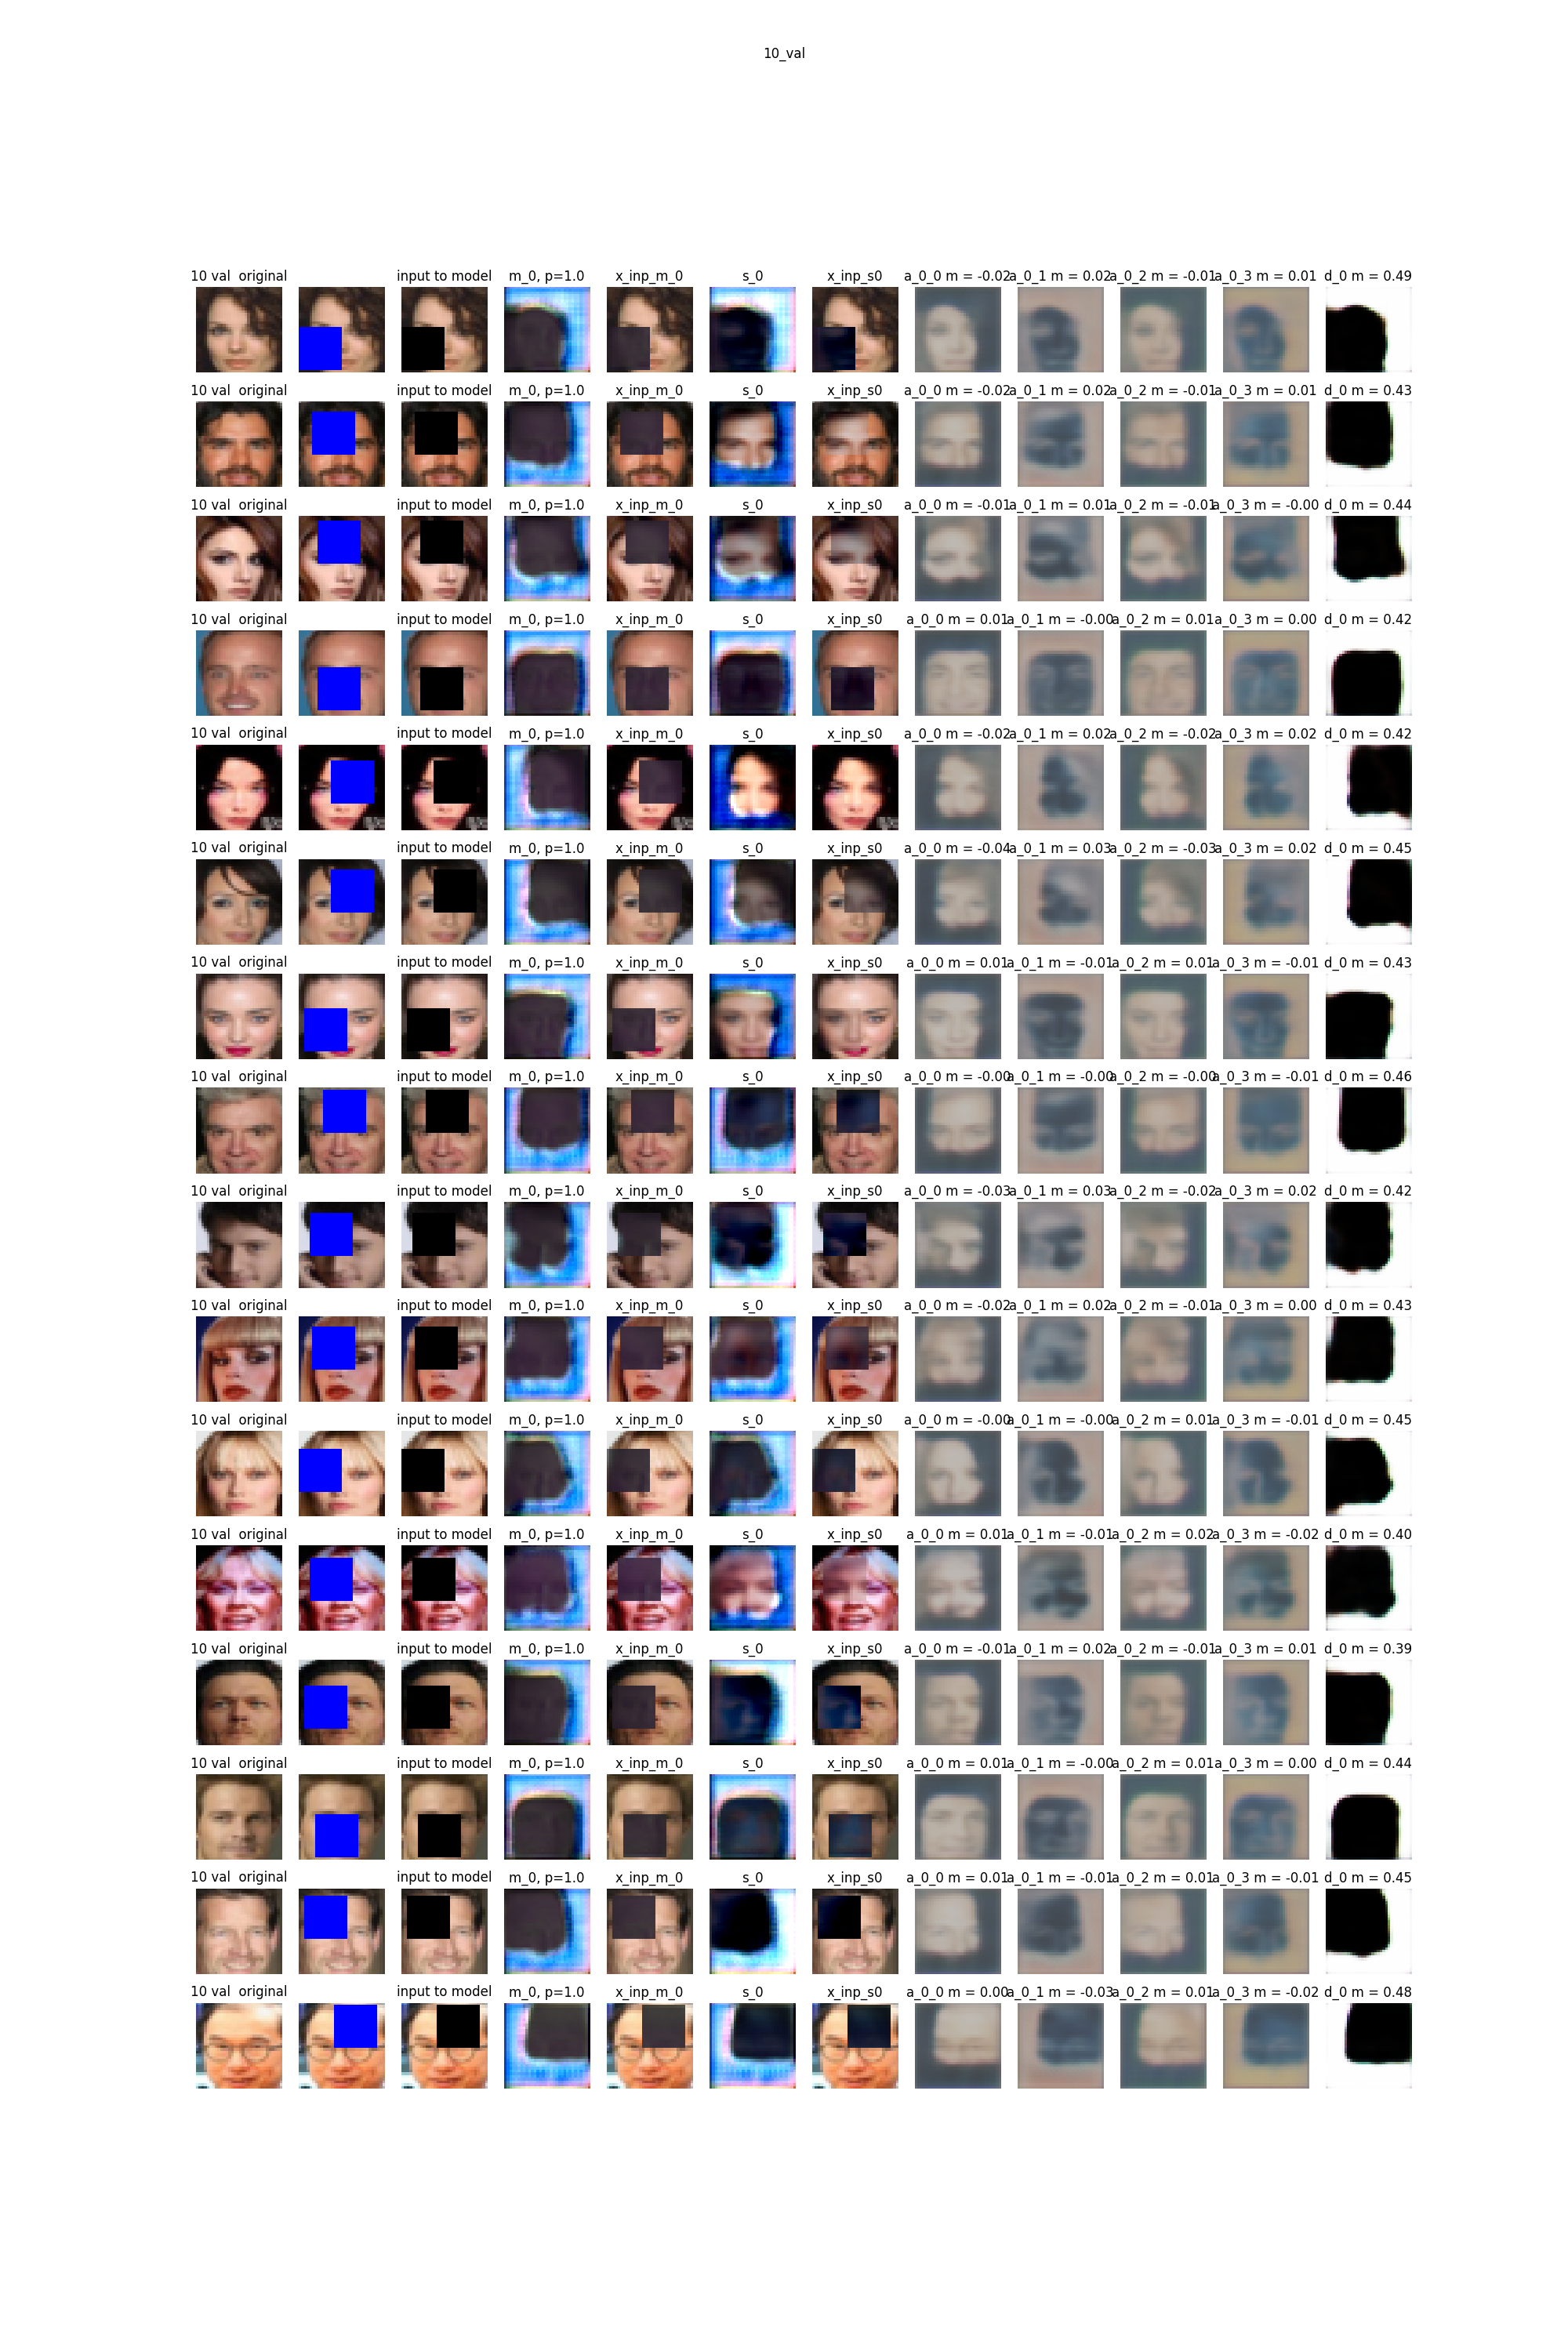 10_val
10 val original input to model m_0, p=1.0 x_inp_m_0 s_0 x_inp_s0 a_0_0 m = -0.02 a_0_1 m = 0.02 a_0_2 m = -0.01 a_0_3 m = 0.01 d_0 m = 0.49
10 val original input to model m_0, p=1.0 x_inp_m_0 s_0 x_inp_s0 a_0_0 m = -0.02 a_0_1 m = 0.02 a_0_2 m = -0.01 a_0_3 m = 0.01 d_0 m = 0.43
10 val original input to model m_0, p=1.0 x_inp_m_0 s_0 x_inp_s0 a_0_0 m = -0.01 a_0_1 m = 0.01 a_0_2 m = -0.01 a_0_3 m = -0.00 d_0 m = 0.44
10 val original input to model m_0, p=1.0 x_inp_m_0 s_0 x_inp_s0 a_0_0 m = 0.01 a_0_1 m = -0.00 a_0_2 m = 0.01 a_0_3 m = 0.00 d_0 m = 0.42
10 val original input to model m_0, p=1.0 x_inp_m_0 s_0 x_inp_s0 a_0_0 m = -0.02 a_0_1 m = 0.02 a_0_2 m = -0.02 a_0_3 m = 0.02 d_0 m = 0.42
10 val original input to model m_0, p=1.0 x_inp_m_0 s_0 x_inp_s0 a_0_0 m = -0.04 a_0_1 m = 0.03 a_0_2 m = -0.03 a_0_3 m = 0.02 d_0 m = 0.45
10 val original input to model m_0, p=1.0 x_inp_m_0 s_0 x_inp_s0 a_0_0 m = 0.01 a_0_1 m = -0.01 a_0_2 m = 0.01 a_0_3 m = -0.01 d_0 m = 0.43
10 val original input to model m_0, p=1.0 x_inp_m_0 s_0 x_inp_s0 a_0_0 m = -0.00 a_0_1 m = -0.00 a_0_2 m = -0.00 a_0_3 m = -0.01 d_0 m = 0.46
10 val original input to model m_0, p=1.0 x_inp_m_0 s_0 x_inp_s0 a_0_0 m = -0.03 a_0_1 m = 0.03 a_0_2 m = -0.02 a_0_3 m = 0.02 d_0 m = 0.42
10 val original input to model m_0, p=1.0 x_inp_m_0 s_0 x_inp_s0 a_0_0 m = -0.02 a_0_1 m = 0.02 a_0_2 m = -0.01 a_0_3 m = 0.00 d_0 m = 0.43
10 val original input to model m_0, p=1.0 x_inp_m_0 s_0 x_inp_s0 a_0_0 m = -0.00 a_0_1 m = -0.00 a_0_2 m = 0.01 a_0_3 m = -0.01 d_0 m = 0.45
10 val original input to model m_0, p=1.0 x_inp_m_0 s_0 x_inp_s0 a_0_0 m = 0.01 a_0_1 m = -0.01 a_0_2 m = 0.02 a_0_3 m = -0.02 d_0 m = 0.40
10 val original input to model m_0, p=1.0 x_inp_m_0 s_0 x_inp_s0 a_0_0 m = -0.01 a_0_1 m = 0.02 a_0_2 m = -0.01 a_0_3 m = 0.01 d_0 m = 0.39
10 val original input to model m_0, p=1.0 x_inp_m_0 s_0 x_inp_s0 a_0_0 m = 0.01 a_0_1 m = -0.00 a_0_2 m = 0.01 a_0_3 m = 0.00 d_0 m = 0.44
10 val original input to model m_0, p=1.0 x_inp_m_0 s_0 x_inp_s0 a_0_0 m = 0.01 a_0_1 m = -0.01 a_0_2 m = 0.01 a_0_3 m = -0.01 d_0 m = 0.45
10 val original input to model m_0, p=1.0 x_inp_m_0 s_0 x_inp_s0 a_0_0 m = 0.00 a_0_1 m = -0.03 a_0_2 m = 0.01 a_0_3 m = -0.02 d_0 m = 0.48